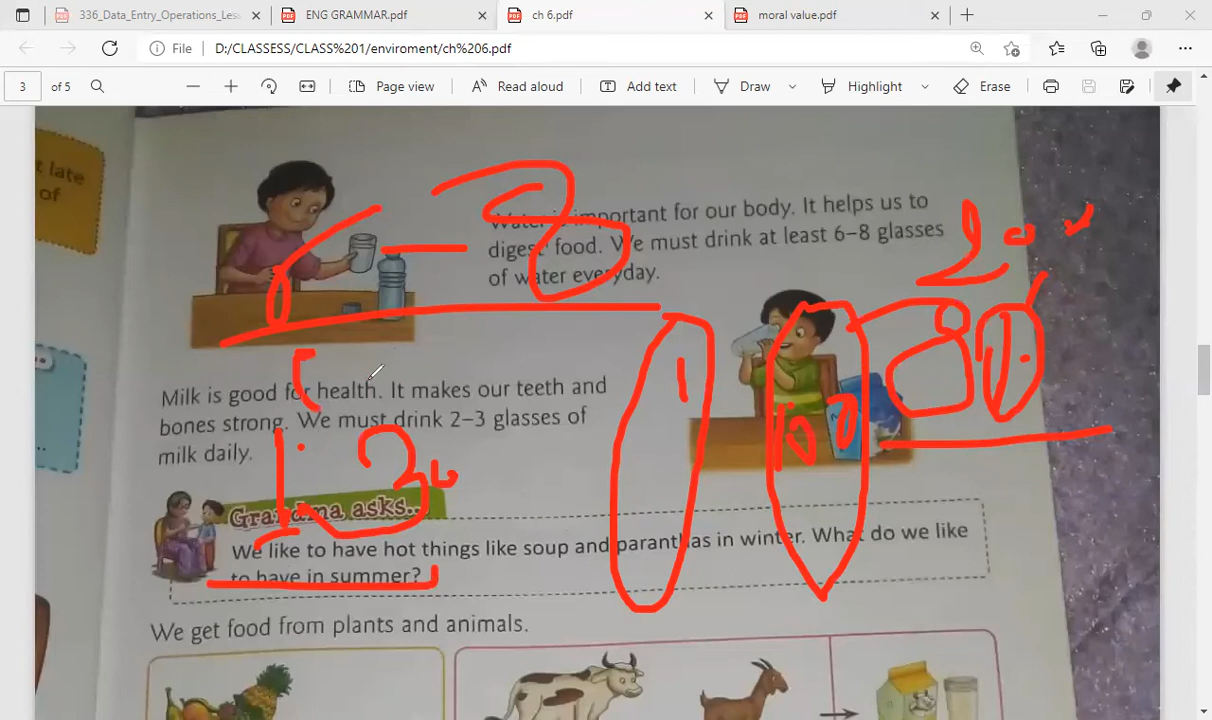 336_Data_Entry_Operations_Les
ENG GRAMMAR.pdf
ch 6.pdf
moral value.pdf
File
D:/CLASSESS/CLASS%201/enviroment/ch%206.pdf
3 of 5
Page view
Read aloud
Add text
Draw
Highlight
Erase
t late
of
Water is important for our body. It helps us to
digest food. We must drink at least 6–8 glasses
of water everyday.
Milk is good for health. It makes our teeth and
bones strong. We must drink 2–3 glasses of
milk daily.
Grandma asks...
We like to have hot things like soup and paranthas in winter. What do we like
to have in summer?
We get food from plants and animals.